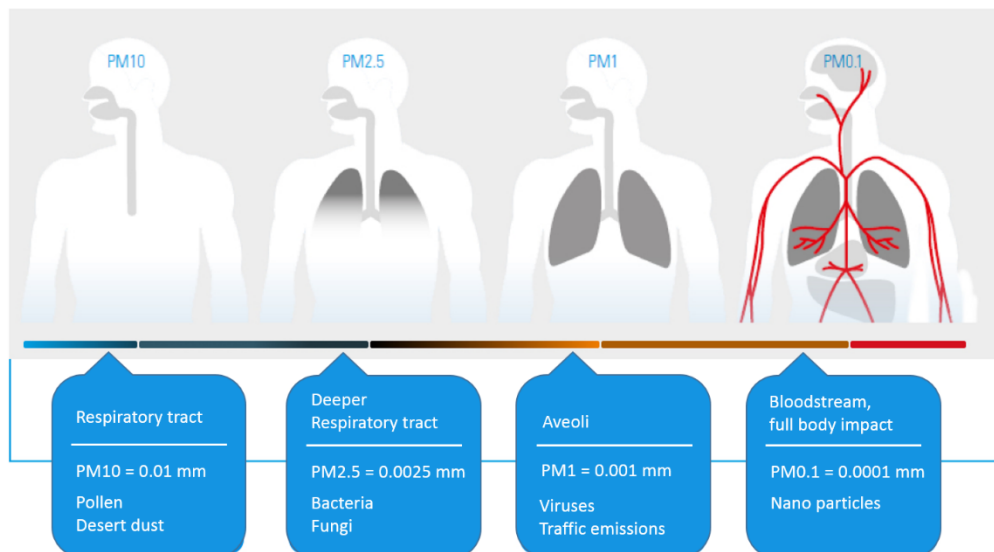 PM10
PM2.5
PM1
PM0.1
Respiratory tract
PM10 = 0.01 mm
Pollen
Desert dust
Deeper
Respiratory tract
PM2.5 = 0.0025 mm
Bacteria
Fungi
Aveoli
PM1 = 0.001 mm
Viruses
Traffic emissions
Bloodstream,
full body impact
PM0.1 = 0.0001 mm
Nano particles